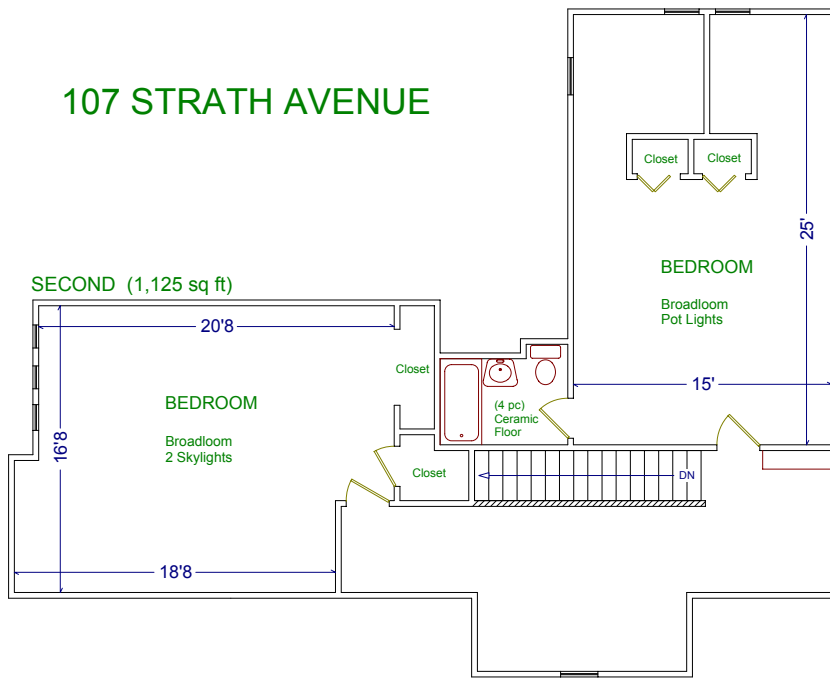 107 STRATH AVENUE
SECOND (1,125 sq ft)
20'8
Closet
BEDROOM
Broadloom
2 Skylights
16'8
Closet
18'8
(4 pc)
Ceramic
Floor
DN
Closet
Closet
25'
BEDROOM
Broadloom
Pot Lights
15'